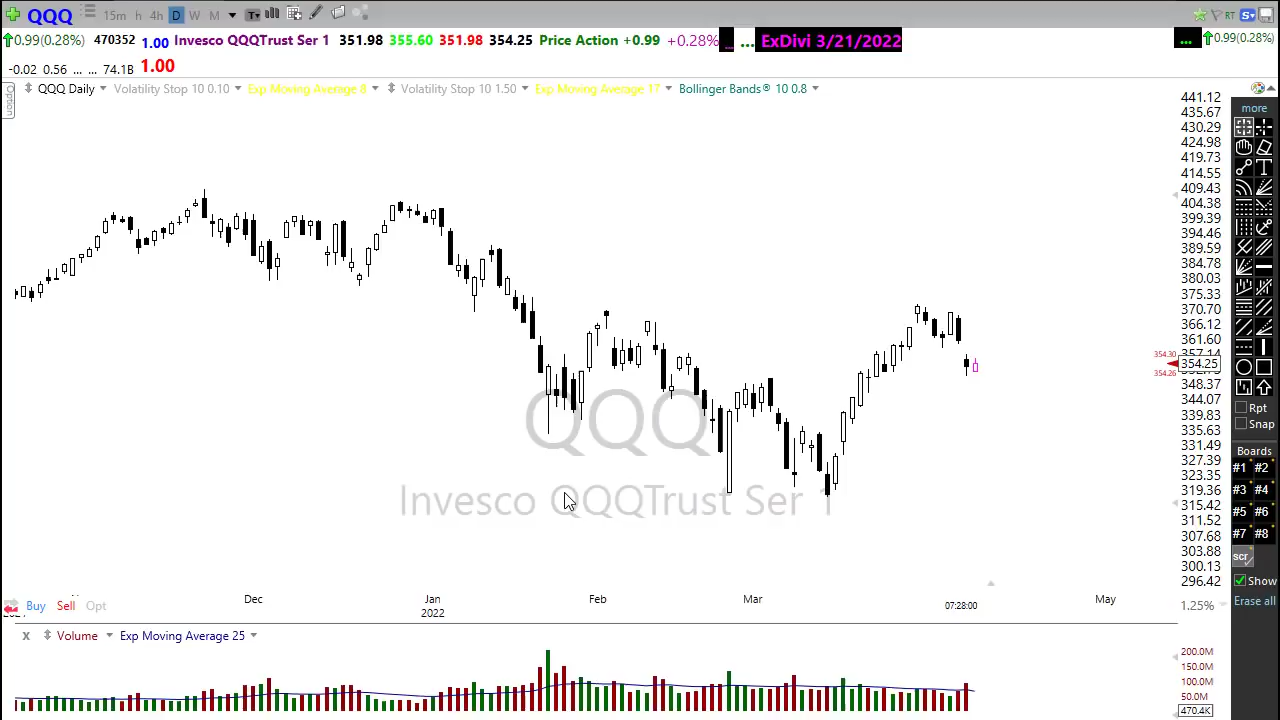 QQQ 15m h 4h D W M T RT S
0.99(0.28%) 470352 1.00 Invesco QQQTrust Ser 1 351.98 355.60 351.98 354.25 Price Action +0.99 +0.28% ... ExDivi 3/21/2022 ... 0.99(0.28%)
-0.02 0.56 ... ... 74.1B 1.00
Option
QQQ Daily Volatility Stop 10 0.10 Exp Moving Average 8 Volatility Stop 10 1.50 Exp Moving Average 17 Bollinger Bands® 10 0.8
441.12
435.67
430.29
424.98
419.73
414.55
409.43
404.38
399.39
394.46
389.59
384.78
380.03
375.33
370.70
366.12
361.60
357.14
354.30
354.25
354.26
348.37
344.07
339.83
335.63
331.49
327.39
323.35
319.36
315.42
311.52
307.68
303.88
300.13
296.42
more
T
Rpt
Snap
Boards
#1 #2
#3 #4
#5 #6
#7 #8
scr
Show
Erase all
QQQ
Invesco QQQTrust Ser 1
Dec Jan Feb Mar 07:28:00 May
2022
Buy Sell Opt 1.25%
x Volume Exp Moving Average 25
200.0M
150.0M
100.0M
50.0M
470.4K